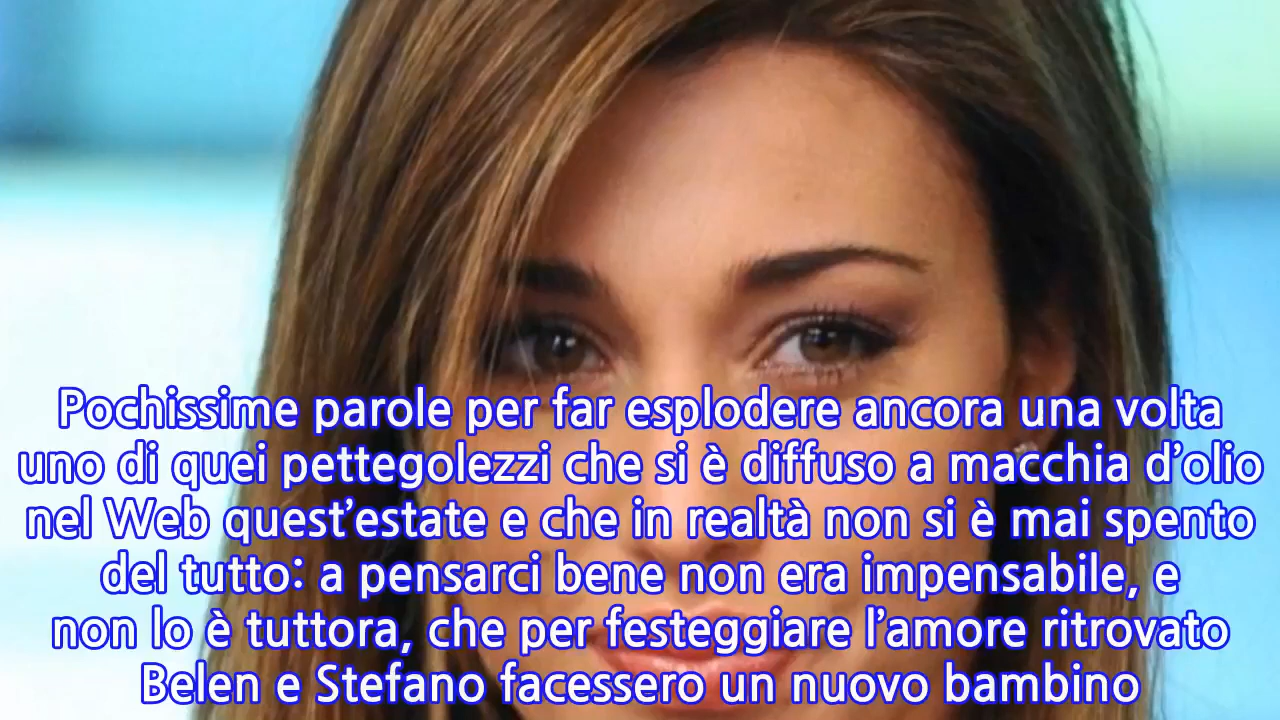 Pochissime parole per far esplodere ancora una volta
uno di quei pettegolezzi che si è diffuso a macchia d'olio
nel Web quest'estate e che in realtà non si è mai spento
del tutto: a pensarci bene non era impensabile, e
non lo è tuttora, che per festeggiare l'amore ritrovato
Belen e Stefano facessero un nuovo bambino